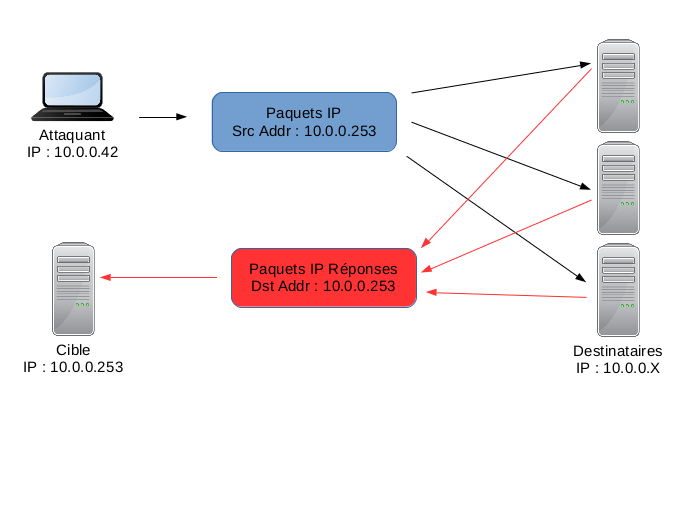 Attaquant
IP : 10.0.0.42
Paquets IP
Src Addr : 10.0.0.253
Paquets IP Réponses
Dst Addr : 10.0.0.253
Cible
IP : 10.0.0.253
Destinataires
IP : 10.0.0.X